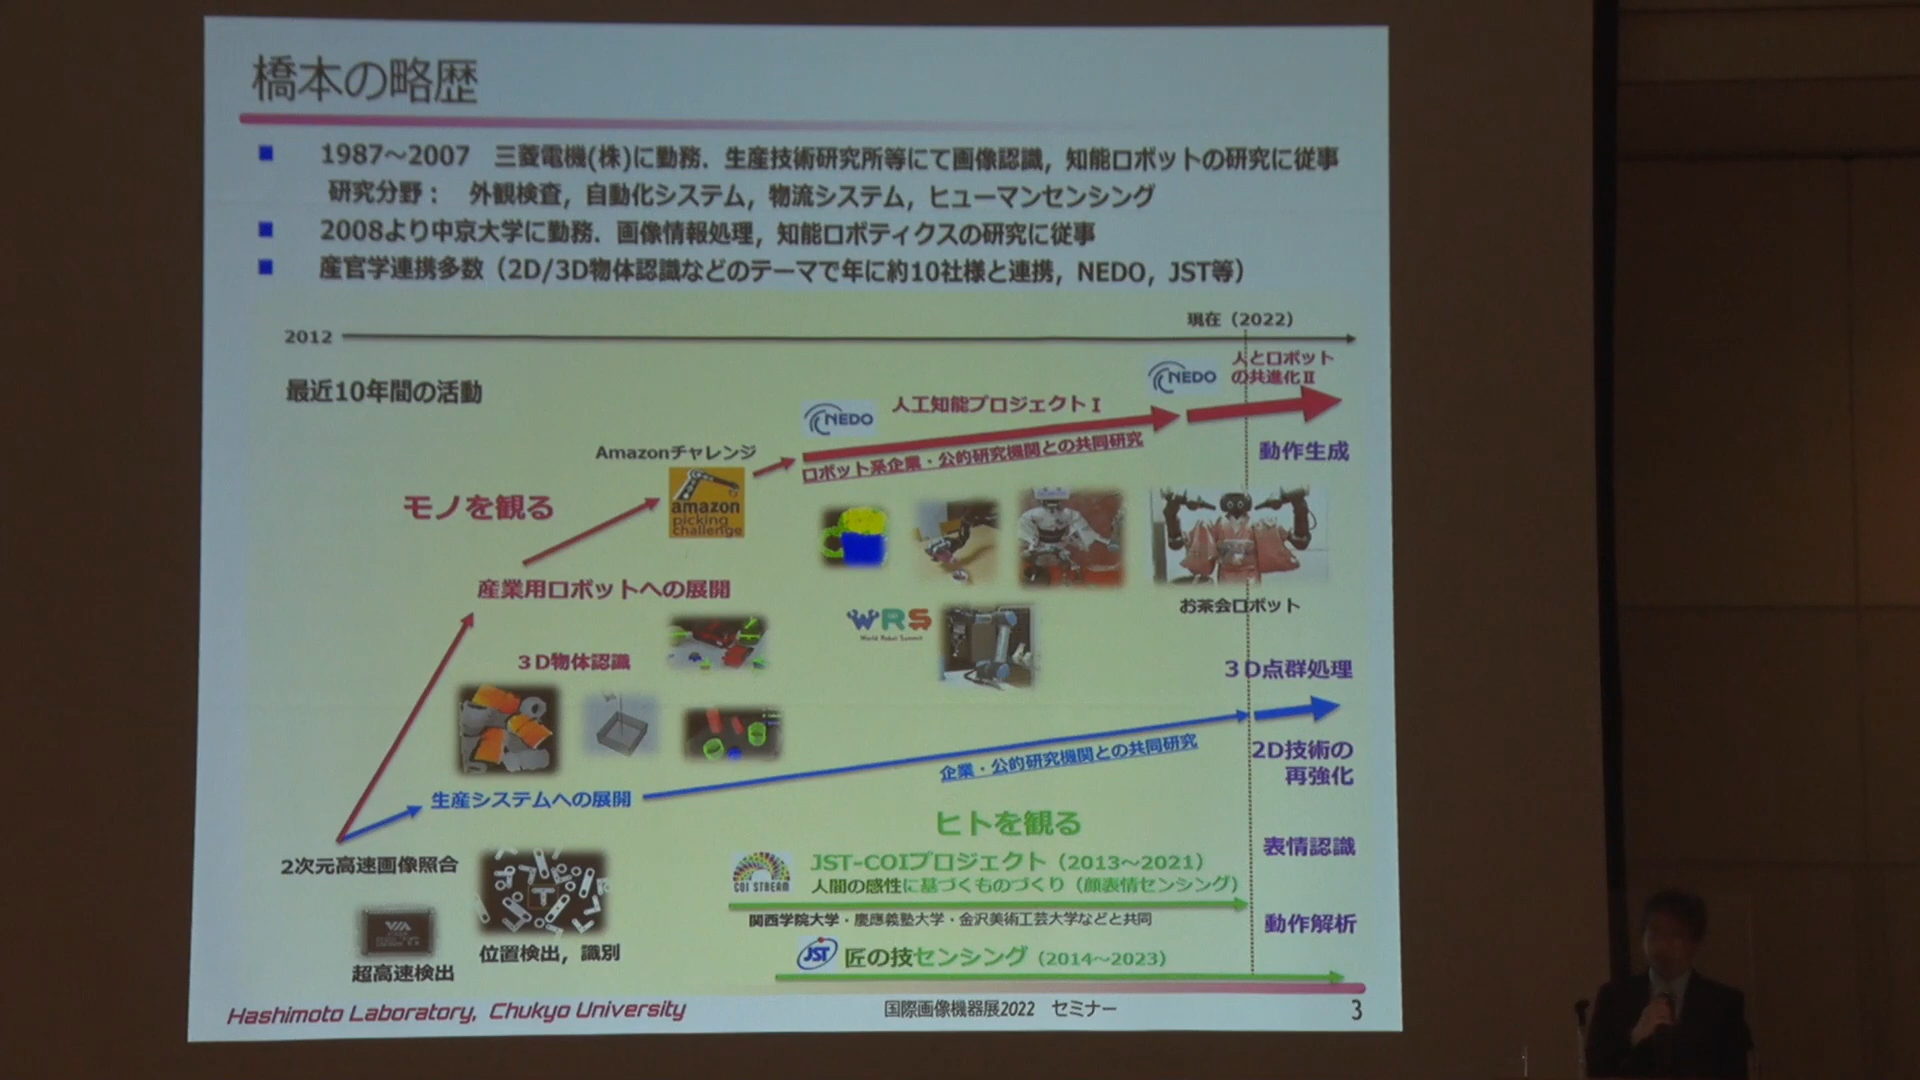 橋本の略歴
1987～2007 三菱電機(株)に勤務．生産技術研究所等にて画像認識，知能ロボットの研究に従事
研究分野： 外観検査，自動化システム，物流システム，ヒューマンセンシング
2008より中京大学に勤務．画像情報処理，知能ロボティクスの研究に従事
産官学連携多数（2D/3D物体認識などのテーマで年に約10社様と連携，NEDO，JST等）
現在（2022）
2012
最近10年間の活動
NEDO
人とロボット
の共進化Ⅱ
NEDO
人工知能プロジェクトⅠ
ロボット系企業・公的研究機関との共同研究
動作生成
Amazonチャレンジ
amazon
picking
challenge
モノを観る
産業用ロボットへの展開
お茶会ロボット
WRS
World Robot Summit
3D物体認識
3D点群処理
企業・公的研究機関との共同研究
2D技術の
再強化
生産システムへの展開
ヒトを観る
表情認識
2次元高速画像照合
COI STREAM
JST-COIプロジェクト（2013～2021）
人間の感性に基づくものづくり（顔表情センシング）
関西学院大学・慶應義塾大学・金沢美術工芸大学などと共同
動作解析
VIA
位置検出，識別
超高速検出
JST
匠の技センシング（2014～2023）
Hashimoto Laboratory, Chukyo University
国際画像機器展2022 セミナー
3